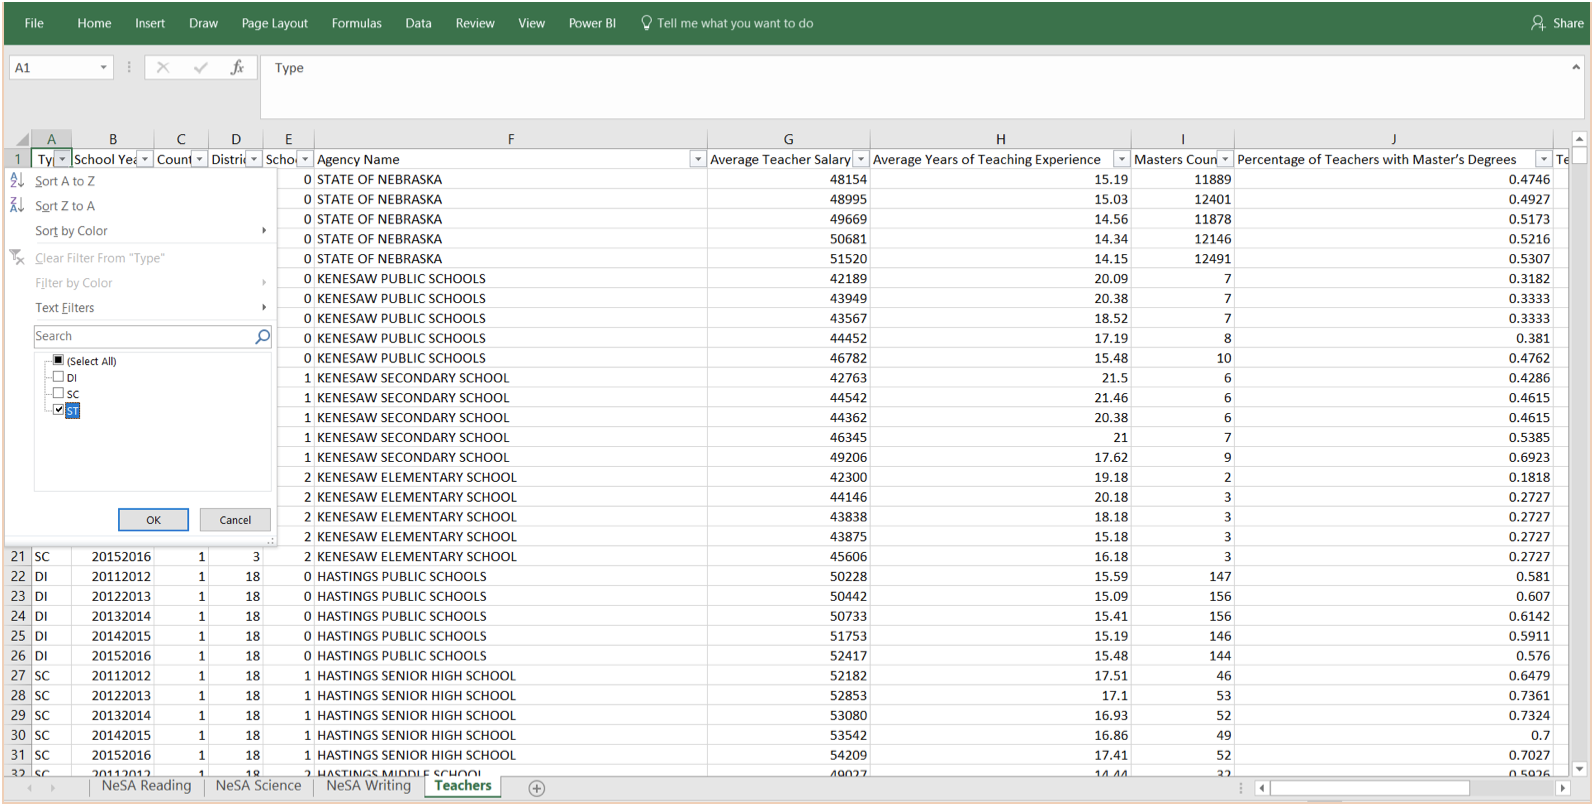 File Home Insert Draw Page Layout Formulas Data Review View Power BI Tell me what you want to do Share
A1 fx Type
A B C D E F G H I J
1 Ty School Yea Count Distric Schoo Agency Name Average Teacher Salary Average Years of Teaching Experience Masters Coun Percentage of Teachers with Master's Degrees Te
0 STATE OF NEBRASKA 48154 15.19 11889 0.4746
0 STATE OF NEBRASKA 48995 15.03 12401 0.4927
0 STATE OF NEBRASKA 49669 14.56 11878 0.5173
0 STATE OF NEBRASKA 50681 14.34 12146 0.5216
0 STATE OF NEBRASKA 51520 14.15 12491 0.5307
0 KENESAW PUBLIC SCHOOLS 42189 20.09 7 0.3182
0 KENESAW PUBLIC SCHOOLS 43949 20.38 7 0.3333
0 KENESAW PUBLIC SCHOOLS 43567 18.52 7 0.3333
0 KENESAW PUBLIC SCHOOLS 44452 17.19 8 0.381
0 KENESAW PUBLIC SCHOOLS 46782 15.48 10 0.4762
1 KENESAW SECONDARY SCHOOL 42763 21.5 6 0.4286
1 KENESAW SECONDARY SCHOOL 44542 21.46 6 0.4615
1 KENESAW SECONDARY SCHOOL 44362 20.38 6 0.4615
1 KENESAW SECONDARY SCHOOL 46345 21 7 0.5385
1 KENESAW SECONDARY SCHOOL 49206 17.62 9 0.6923
2 KENESAW ELEMENTARY SCHOOL 42300 19.18 2 0.1818
2 KENESAW ELEMENTARY SCHOOL 44146 20.18 3 0.2727
2 KENESAW ELEMENTARY SCHOOL 43838 18.18 3 0.2727
2 KENESAW ELEMENTARY SCHOOL 43875 15.18 3 0.2727
Sort A to Z
Sort Z to A
Sort by Color
Clear Filter From "Type"
Filter by Color
Text Filters
Search
(Select All)
DI
SC
ST
OK Cancel
21 SC 20152016 1 3 2 KENESAW ELEMENTARY SCHOOL 45606 16.18 3 0.2727
22 DI 20112012 1 18 0 HASTINGS PUBLIC SCHOOLS 50228 15.59 147 0.581
23 DI 20122013 1 18 0 HASTINGS PUBLIC SCHOOLS 50442 15.09 156 0.607
24 DI 20132014 1 18 0 HASTINGS PUBLIC SCHOOLS 50733 15.41 156 0.6142
25 DI 20142015 1 18 0 HASTINGS PUBLIC SCHOOLS 51753 15.19 146 0.5911
26 DI 20152016 1 18 0 HASTINGS PUBLIC SCHOOLS 52417 15.48 144 0.576
27 SC 20112012 1 18 1 HASTINGS SENIOR HIGH SCHOOL 52182 17.51 46 0.6479
28 SC 20122013 1 18 1 HASTINGS SENIOR HIGH SCHOOL 52853 17.1 53 0.7361
29 SC 20132014 1 18 1 HASTINGS SENIOR HIGH SCHOOL 53080 16.93 52 0.7324
30 SC 20142015 1 18 1 HASTINGS SENIOR HIGH SCHOOL 53542 16.86 49 0.7
31 SC 20152016 1 18 1 HASTINGS SENIOR HIGH SCHOOL 54209 17.41 52 0.7027
32 SC 20112012 1 18 2 HASTINGS MIDDLE SCHOOL 49027 14.44 32 0.5926
NeSA Reading NeSA Science NeSA Writing Teachers